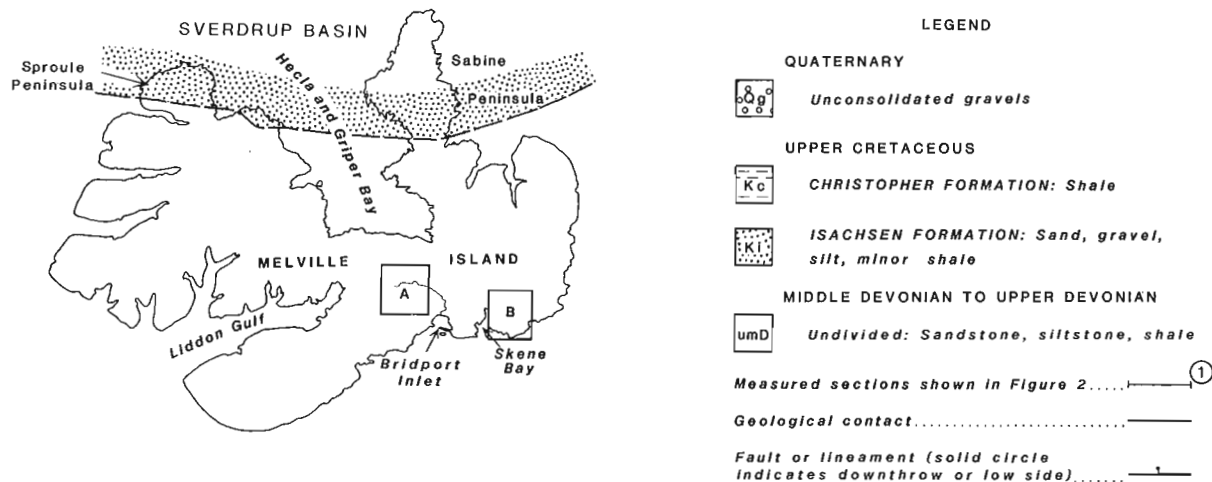 SVERDRUP BASIN
Sproule
Peninsula
Hecla and Griper Bay
Sabine
Peninsula
MELVILLE ISLAND
A
B
Liddon Gulf
Bridport
Inlet
Skene
Bay
LEGEND
QUATERNARY
Qg
Unconsolidated gravels
UPPER CRETACEOUS
Kc
CHRISTOPHER FORMATION: Shale
Ki
ISACHSEN FORMATION: Sand, gravel,
silt, minor shale
MIDDLE DEVONIAN TO UPPER DEVONIAN
umD
Undivided: Sandstone, siltstone, shale
Measured sections shown in Figure 2..... 1
Geological contact............................
Fault or lineament (solid circle
indicates downthrow or low side).......